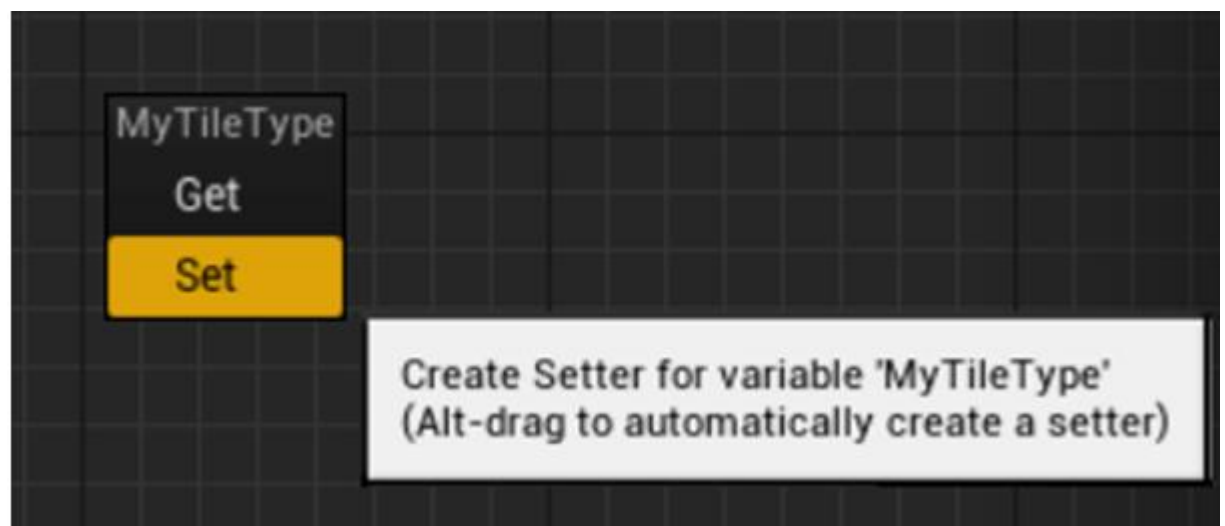 MyTileType
Get
Set
Create Setter for variable 'MyTileType'
(Alt-drag to automatically create a setter)